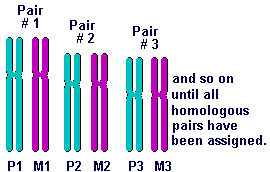 Pair
# 1
Pair
# 2
Pair
# 3
and so on
until all
homologous
pairs have
been assigned.
P1 M1 P2 M2 P3 M3